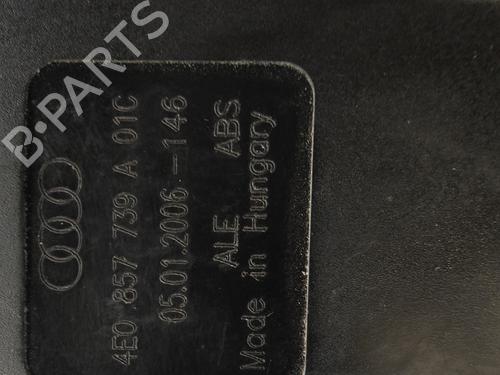 B-PARTS
4E0 857 739 A 01C
05.01.2006-146
ALE ABS
Made in Hungary